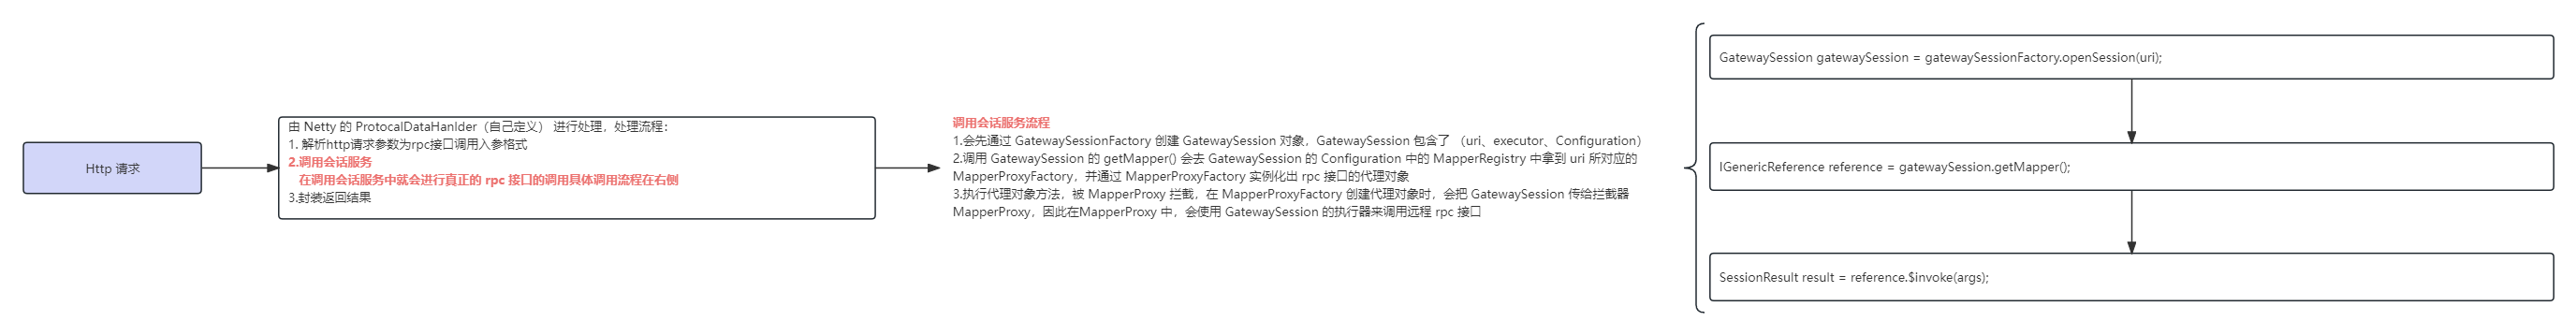 Http 请求
由 Netty 的 ProtocalDataHanlder（自己定义） 进行处理，处理流程：
1. 解析http请求参数为rpc接口调用入参格式
2.调用会话服务
在调用会话服务中就会进行真正的 rpc 接口的调用具体调用流程在右侧
3.封装返回结果
调用会话服务流程
1.会先通过 GatewaySessionFactory 创建 GatewaySession 对象，GatewaySession 包含了 （uri、executor、Configuration）
2.调用 GatewaySession 的 getMapper() 会去 GatewaySession 的 Configuration 中的 MapperRegistry 中拿到 uri 所对应的
MapperProxyFactory，并通过 MapperProxyFactory 实例化出 rpc 接口的代理对象
3.执行代理对象方法，被 MapperProxy 拦截，在 MapperProxyFactory 创建代理对象时，会把 GatewaySession 传给拦截器
MapperProxy，因此在MapperProxy 中，会使用 GatewaySession 的执行器来调用远程 rpc 接口
GatewaySession gatewaySession = gatewaySessionFactory.openSession(uri);
IGenericReference reference = gatewaySession.getMapper();
SessionResult result = reference.$invoke(args);